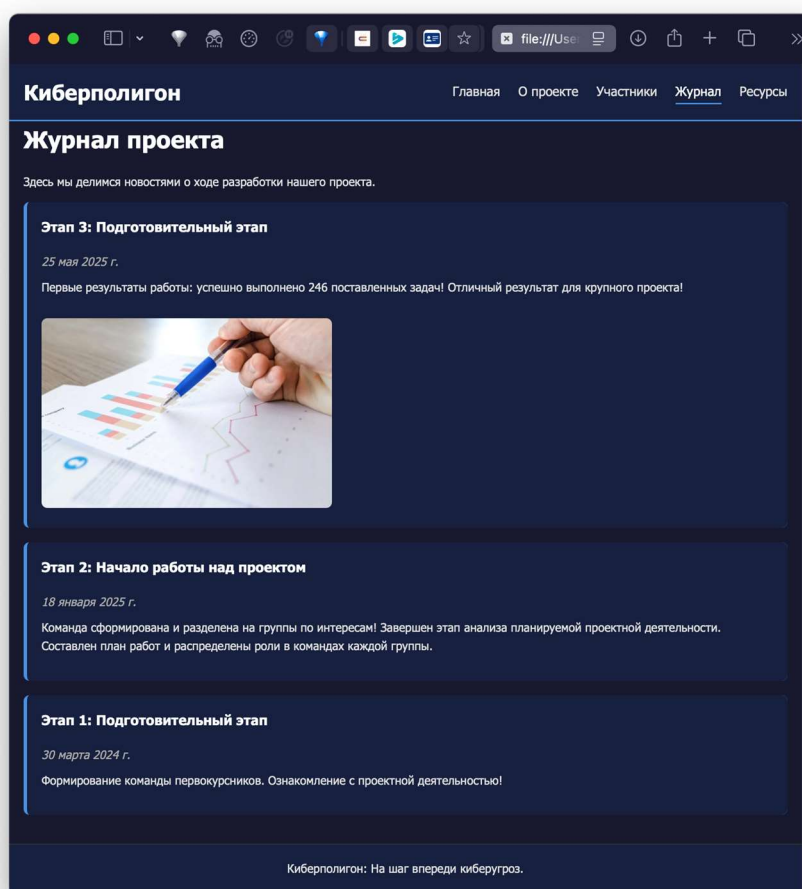 file:///User
Киберполигон
Главная О проекте Участники Журнал Ресурсы
Журнал проекта
Здесь мы делимся новостями о ходе разработки нашего проекта.
Этап 3: Подготовительный этап
25 мая 2025 г.
Первые результаты работы: успешно выполнено 246 поставленных задач! Отличный результат для крупного проекта!
Этап 2: Начало работы над проектом
18 января 2025 г.
Команда сформирована и разделена на группы по интересам! Завершен этап анализа планируемой проектной деятельности.
Составлен план работ и распределены роли в командах каждой группы.
Этап 1: Подготовительный этап
30 марта 2024 г.
Формирование команды первокурсников. Ознакомление с проектной деятельностью!
Киберполигон: На шаг впереди киберугроз.